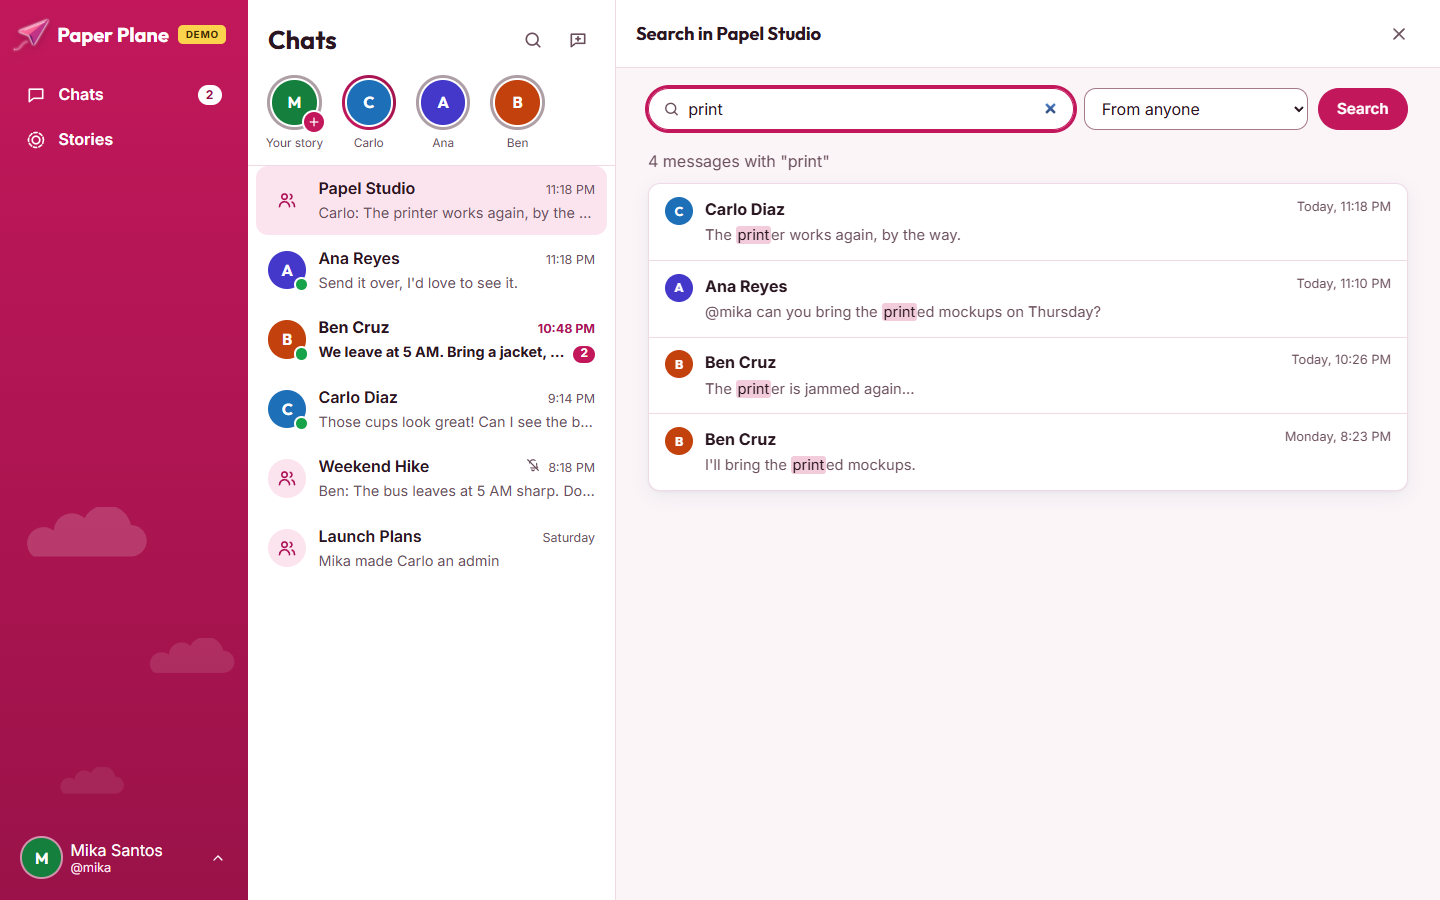 Paper Plane DEMO
Chats 2
Stories
M Mika Santos
@mika
Chats
M C A B
Your story Carlo Ana Ben
Papel Studio 11:18 PM
Carlo: The printer works again, by the ...
A Ana Reyes 11:18 PM
Send it over, I'd love to see it.
B Ben Cruz 10:48 PM
We leave at 5 AM. Bring a jacket, ... 2
C Carlo Diaz 9:14 PM
Those cups look great! Can I see the b...
Weekend Hike 8:18 PM
Ben: The bus leaves at 5 AM sharp. Do...
Launch Plans Saturday
Mika made Carlo an admin
Search in Papel Studio
print From anyone Search
4 messages with "print"
C Carlo Diaz Today, 11:18 PM
The printer works again, by the way.
A Ana Reyes Today, 11:10 PM
@mika can you bring the printed mockups on Thursday?
B Ben Cruz Today, 10:26 PM
The printer is jammed again...
B Ben Cruz Monday, 8:23 PM
I'll bring the printed mockups.